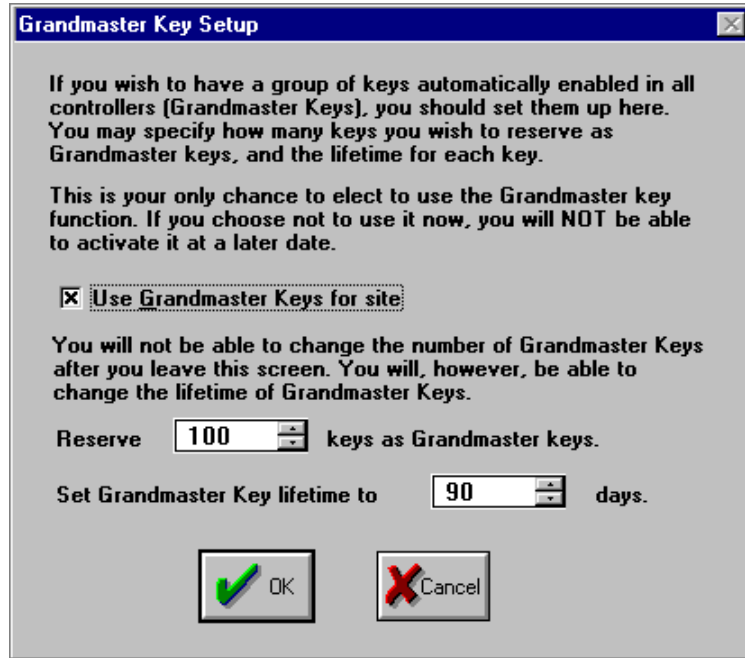 Grandmaster Key Setup
If you wish to have a group of keys automatically enabled in all
controllers (Grandmaster Keys), you should set them up here.
You may specify how many keys you wish to reserve as
Grandmaster keys, and the lifetime for each key.
This is your only chance to elect to use the Grandmaster key
function. If you choose not to use it now, you will NOT be able
to activate it at a later date.
Use Grandmaster Keys for site
You will not be able to change the number of Grandmaster Keys
after you leave this screen. You will, however, be able to
change the lifetime of Grandmaster Keys.
Reserve 100 keys as Grandmaster keys.
Set Grandmaster Key lifetime to 90 days.
OK Cancel